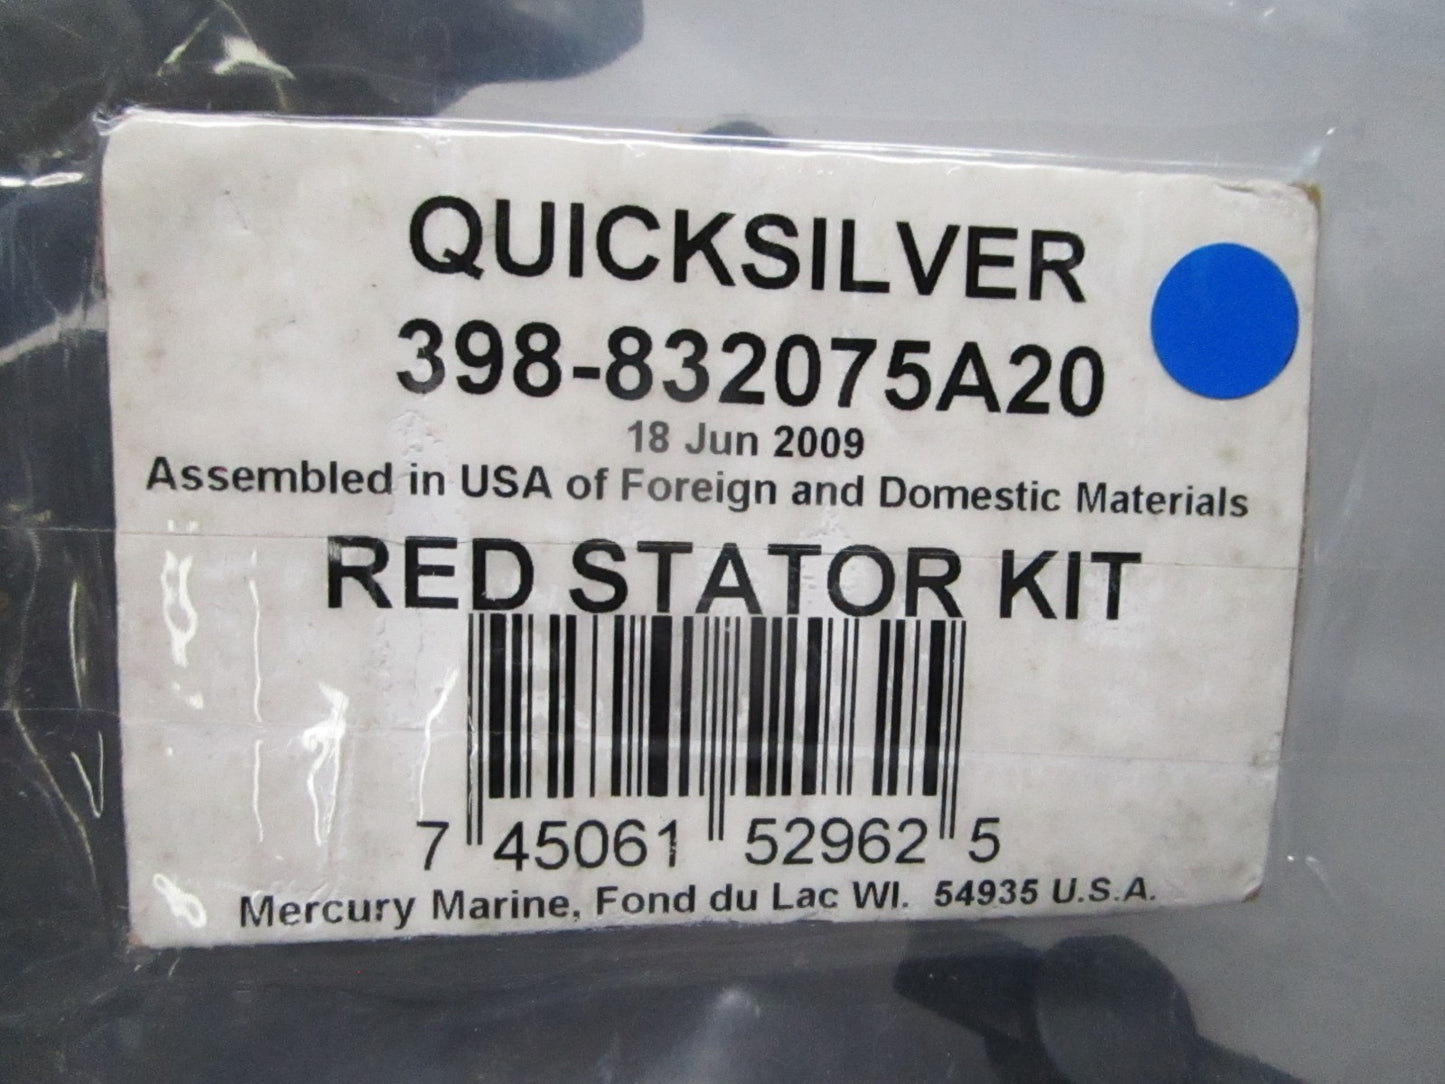 QUICKSILVER
398-832075A20
18 Jun 2009
Assembled in USA of Foreign and Domestic Materials
RED STATOR KIT
7 45061 52962 5
Mercury Marine, Fond du Lac WI. 54935 U.S.A.